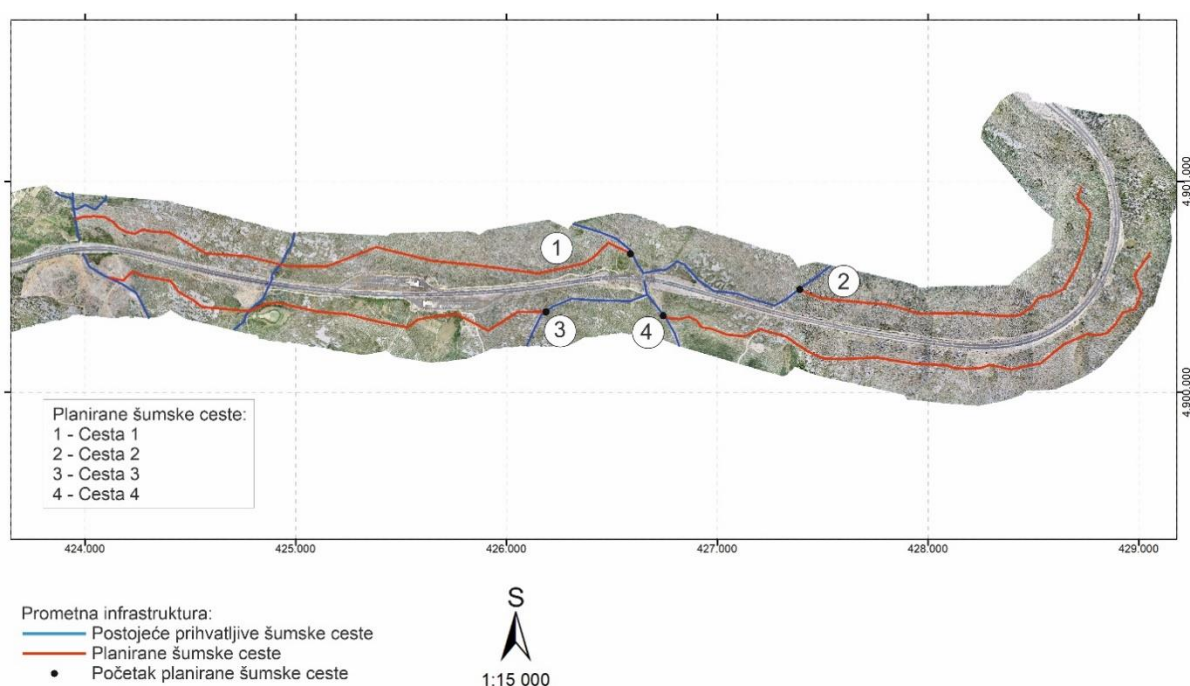 1
2
3
4
4.901.000
4.900.000
Planirane šumske ceste:
1 - Cesta 1
2 - Cesta 2
3 - Cesta 3
4 - Cesta 4
424.000
425.000
426.000
427.000
428.000
429.000
Prometna infrastruktura:
Postojeće prihvatljive šumske ceste
Planirane šumske ceste
Početak planirane šumske ceste
S
1:15 000